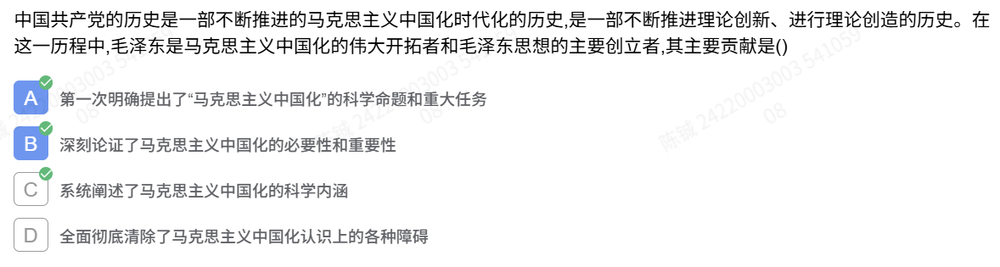 中国共产党的历史是一部不断推进的马克思主义中国化时代化的历史,是一部不断推进理论创新、进行理论创造的历史。在
这一历程中,毛泽东是马克思主义中国化的伟大开拓者和毛泽东思想的主要创立者,其主要贡献是()
A 第一次明确提出了“马克思主义中国化”的科学命题和重大任务
B 深刻论证了马克思主义中国化的必要性和重要性
C 系统阐述了马克思主义中国化的科学内涵
D 全面彻底清除了马克思主义中国化认识上的各种障碍
陈铖 24220003003 541059
08